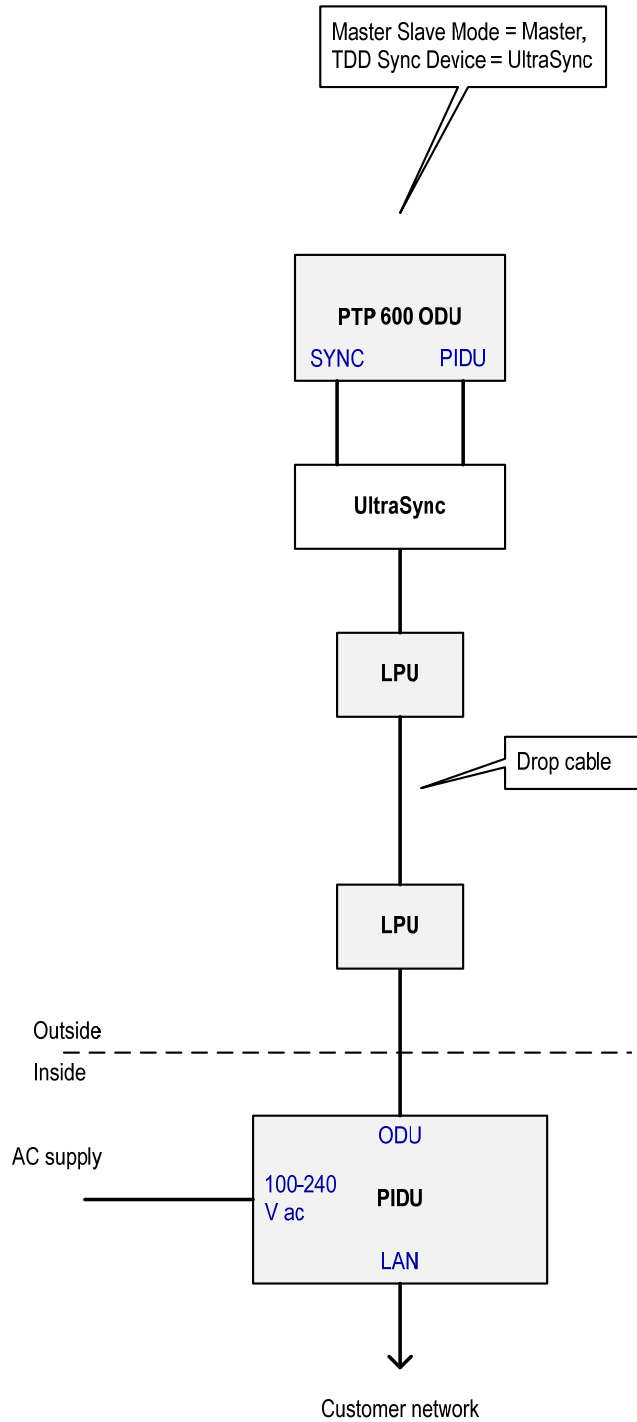 Master Slave Mode = Master,
TDD Sync Device = UltraSync
PTP 600 ODU
SYNC PIDU
UltraSync
LPU
Drop cable
LPU
Outside
Inside
ODU
AC supply
100-240
V ac
PIDU
LAN
Customer network